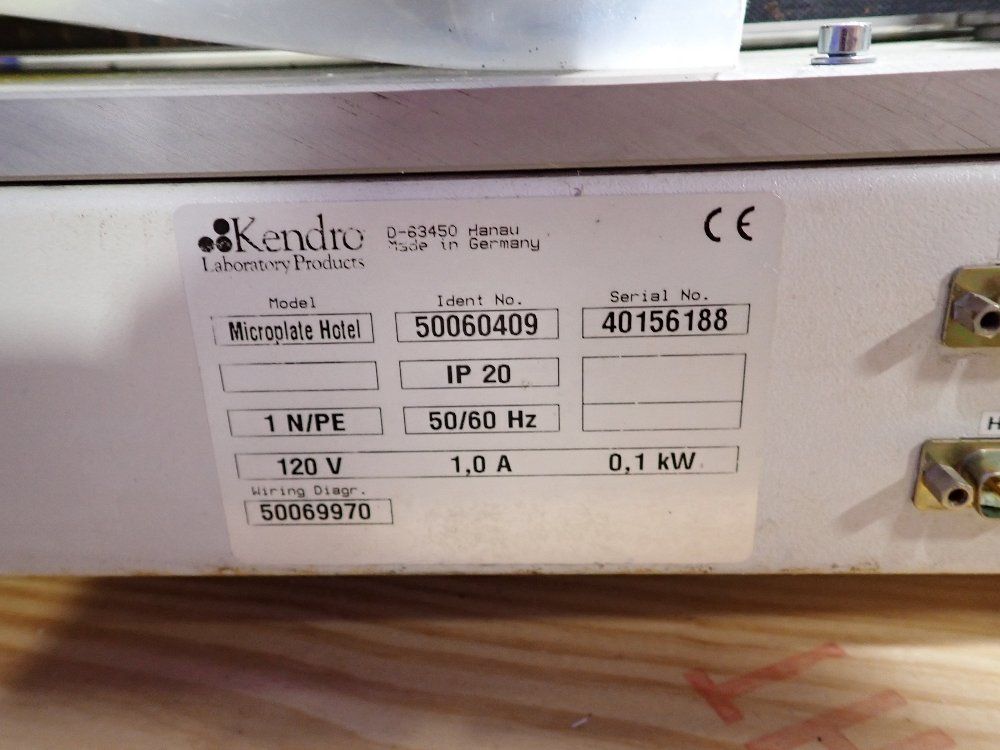 Kendro
Laboratory Products
D-63450 Hanau
Made in Germany
CE
Model
Ident No.
Serial No.
Microplate Hotel
50060409
40156188
IP 20
1 N/PE
50/60 Hz
120 V 1,0 A 0,1 kW
Wiring Diagr.
50069970
H